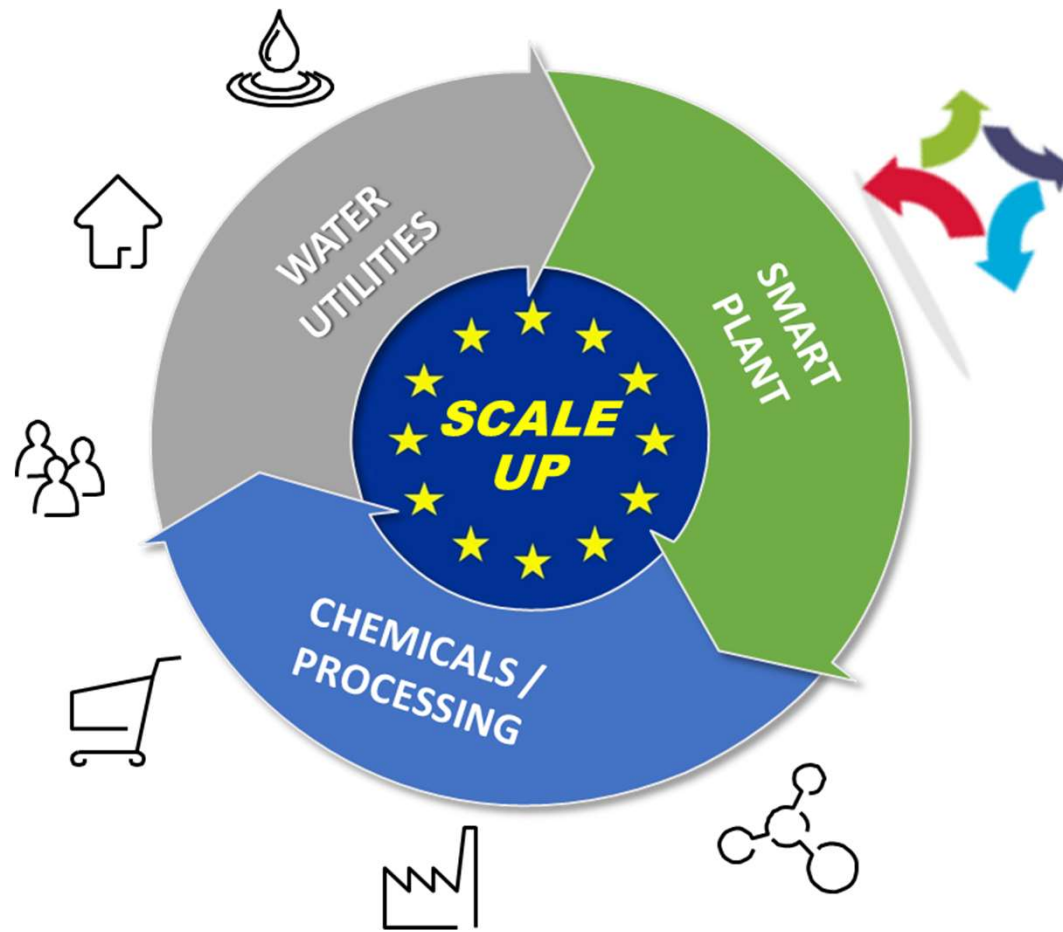 WATER
UTILITIES
SMART
PLANT
SCALE
UP
CHEMICALS /
PROCESSING